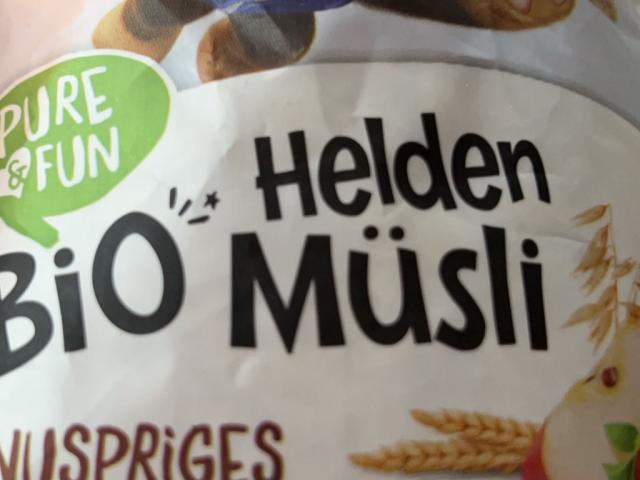 PURE
& FUN
Helden
BiO Müsli
NUSPRiGES